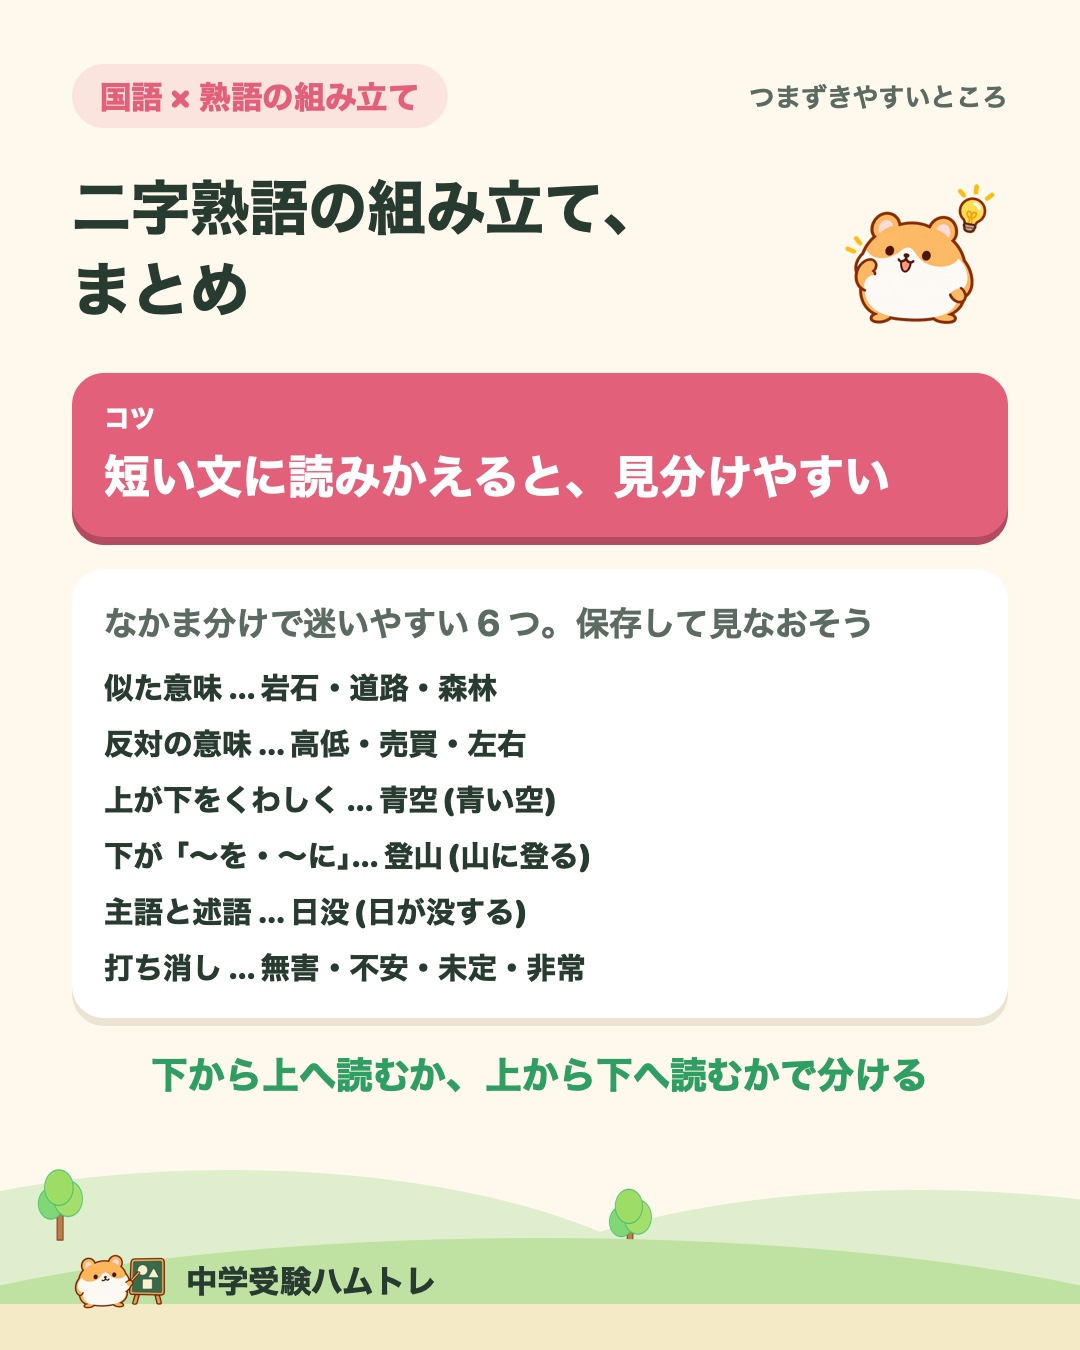 国語 × 熟語の組み立て
つまずきやすいところ
二字熟語の組み立て、
まとめ
コツ
短い文に読みかえると、見分けやすい
なかま分けで迷いやすい 6 つ。保存して見なおそう
似た意味 … 岩石・道路・森林
反対の意味 … 高低・売買・左右
上が下をくわしく … 青空 (青い空)
下が「〜を・〜に」… 登山 (山に登る)
主語と述語 … 日没 (日が没する)
打ち消し … 無害・不安・未定・非常
下から上へ読むか、上から下へ読むかで分ける
中学受験ハムトレ